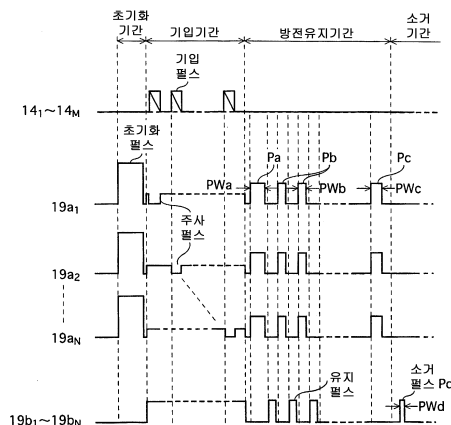 초기화
기간
기입기간
방전유지기간
소거
기간
기입
펄스
14₁~14M
초기화
펄스
Pa
Pb
Pc
PWa
PWb
PWc
19a₁
주사
펄스
19a₂
19aN
유지
펄스
소거
펄스 Pd
PWd
19b₁~19bN